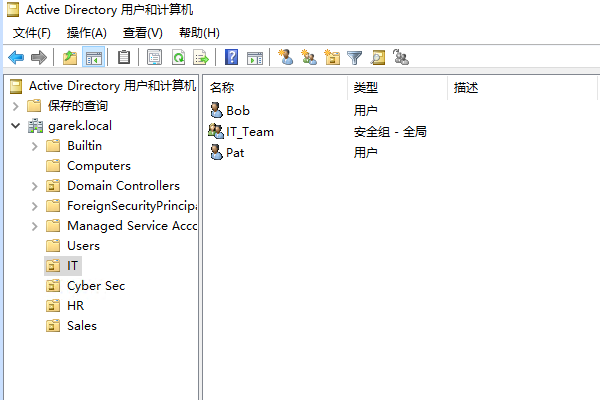 Active Directory 用户和计算机
文件(F) 操作(A) 查看(V) 帮助(H)
Active Directory 用户和计算机
保存的查询
garek.local
Builtin
Computers
Domain Controllers
ForeignSecurityPrincipa
Managed Service Acco
Users
IT
Cyber Sec
HR
Sales
名称 类型 描述
Bob 用户
IT_Team 安全组 - 全局
Pat 用户